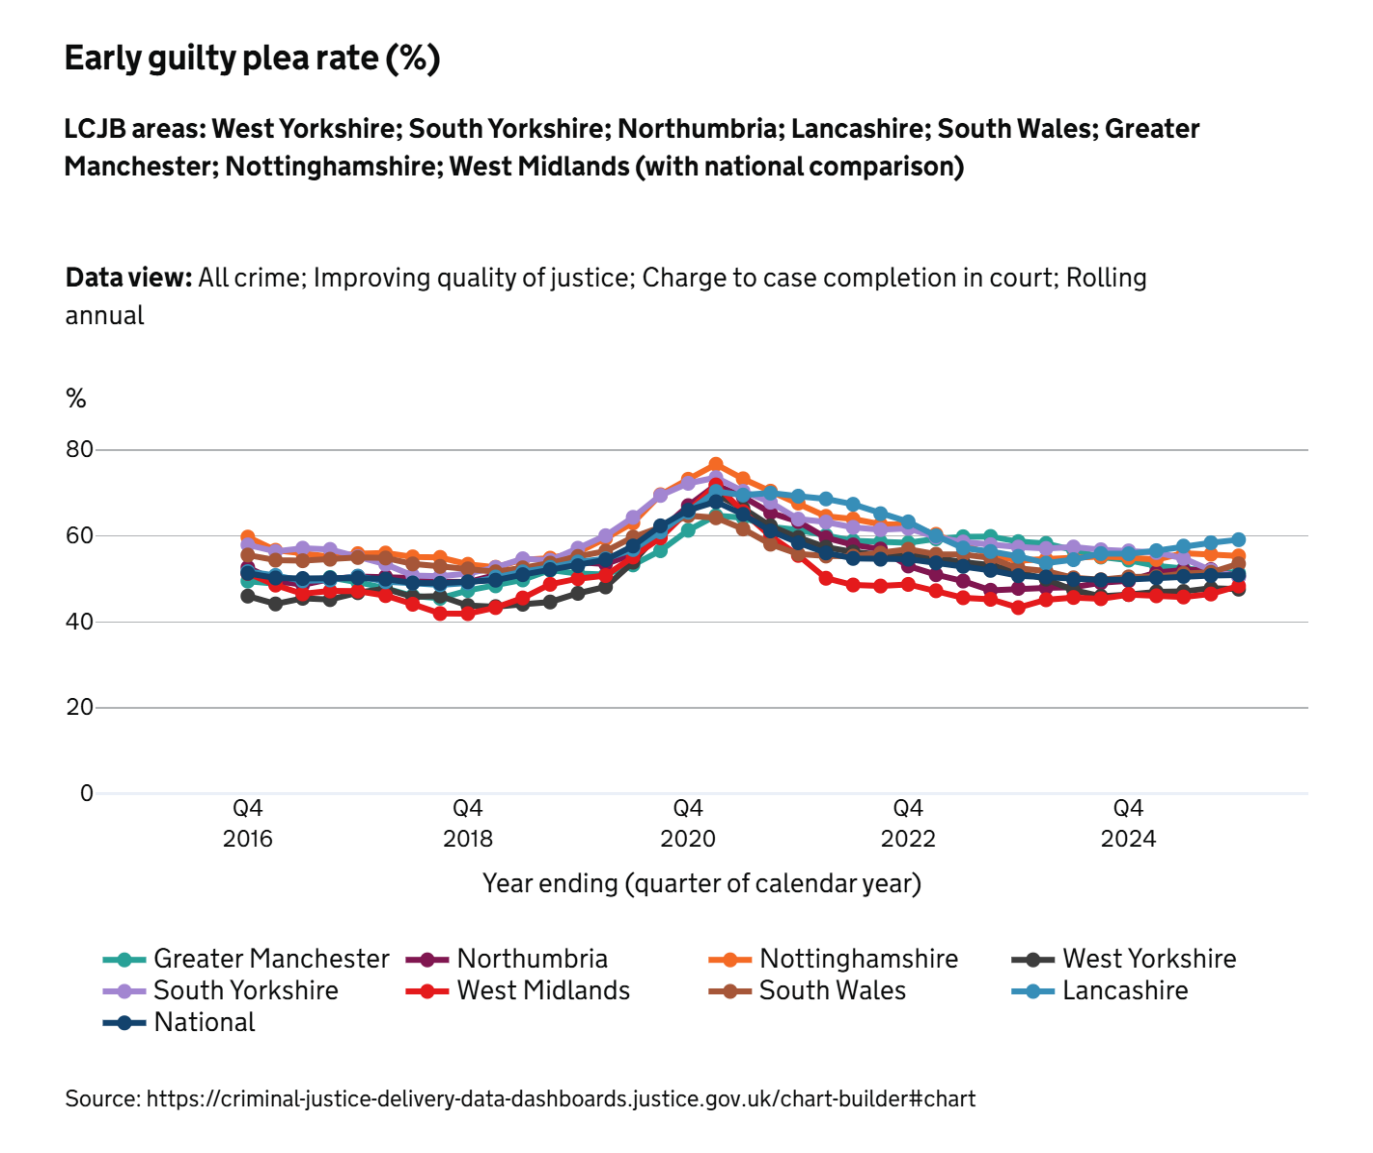 Early guilty plea rate (%)
LCJB areas: West Yorkshire; South Yorkshire; Northumbria; Lancashire; South Wales; Greater
Manchester; Nottinghamshire; West Midlands (with national comparison)
Data view: All crime; Improving quality of justice; Charge to case completion in court; Rolling
annual
%
80
60
40
20
0
Q4 Q4 Q4 Q4 Q4
2016 2018 2020 2022 2024
Year ending (quarter of calendar year)
Greater Manchester Northumbria Nottinghamshire West Yorkshire
South Yorkshire West Midlands South Wales Lancashire
National
Source: https://criminal-justice-delivery-data-dashboards.justice.gov.uk/chart-builder#chart